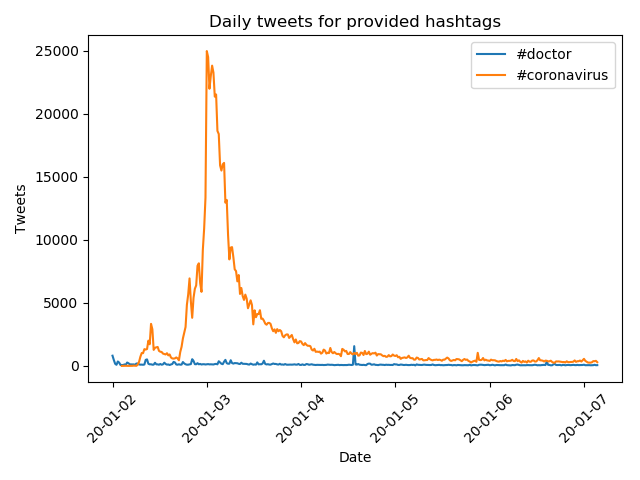 Daily tweets for provided hashtags
#doctor
#coronavirus
25000
20000
15000
10000
5000
0
Tweets
20-01-02
20-01-03
20-01-04
20-01-05
20-01-06
20-01-07
Date